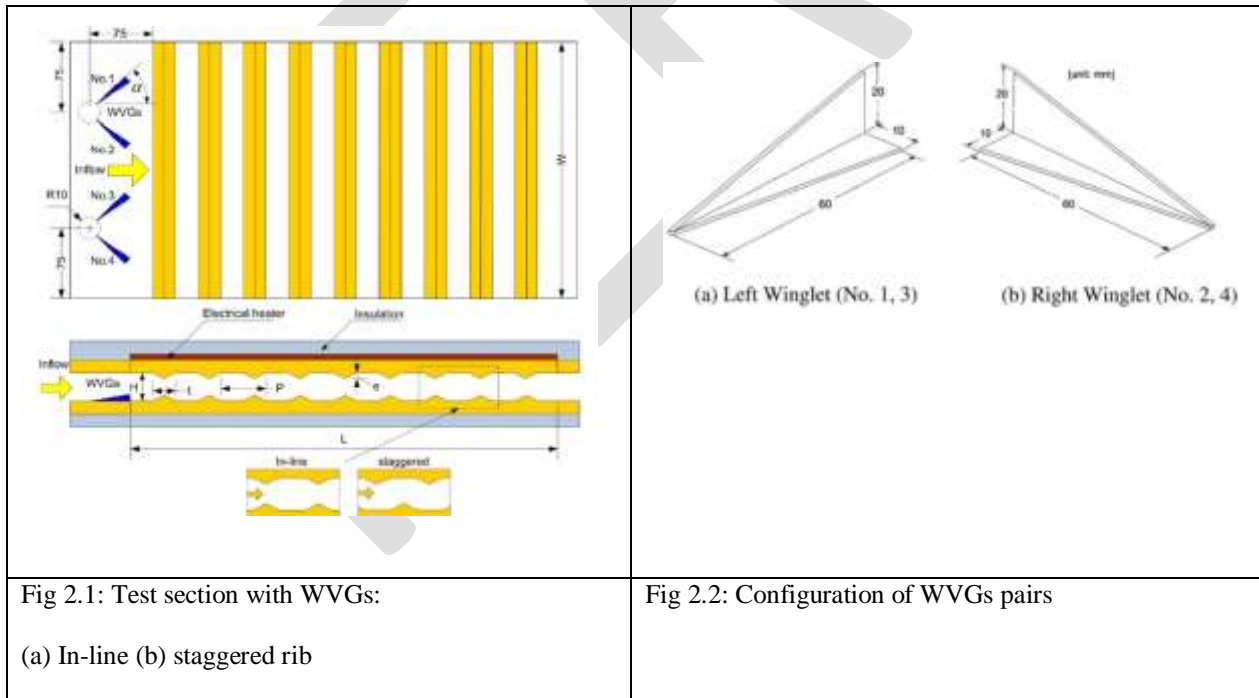 75
75
No.1
α
WVGs
No.2
Inflow
W
R10
No.3
75
No.4
Electrical heater
Insulation
Inflow
WVGs
H
t
P
e
L
In-line
staggered
20
10
60
(a) Left Winglet (No. 1, 3)
(unit: mm)
20
10
60
(b) Right Winglet (No. 2, 4)
Fig 2.1: Test section with WVGs:
(a) In-line (b) staggered rib
Fig 2.2: Configuration of WVGs pairs